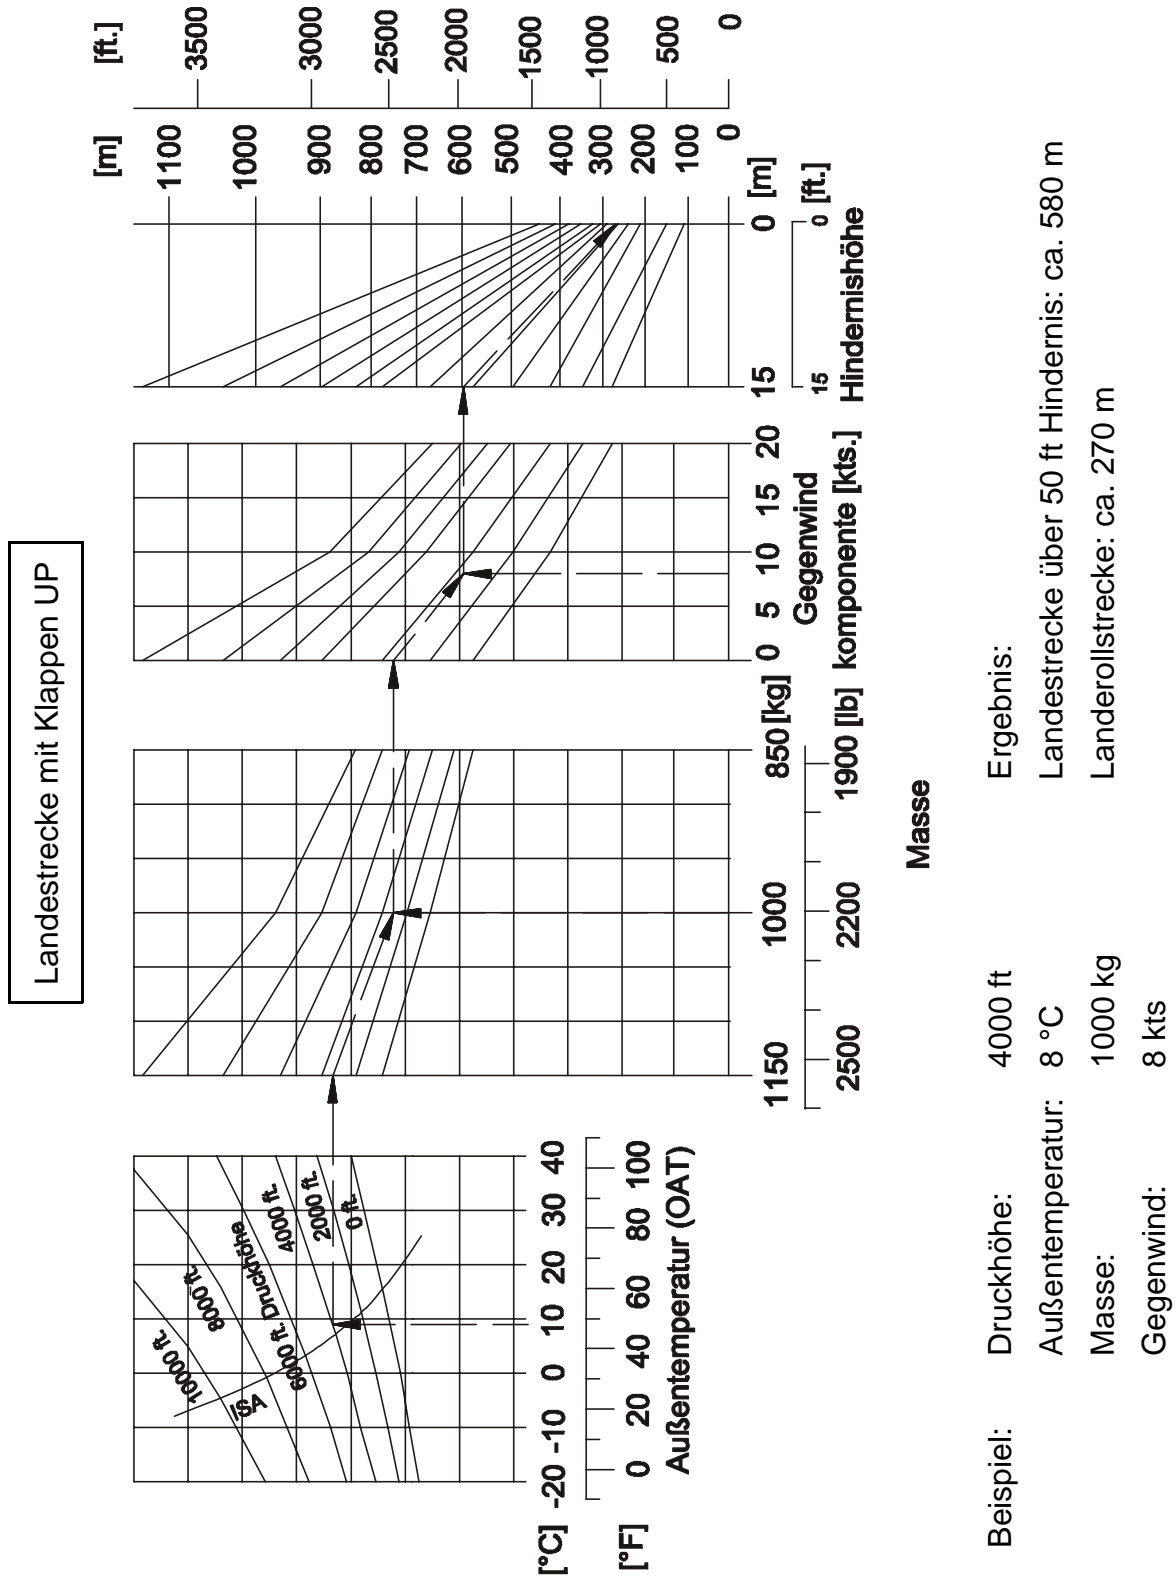 Landestrecke mit Klappen UP
[m] [ft.]
1100 3500
1000 3000
900 2500
800 2000
700 1500
600 1000
500 500
400 0
300
200
100
0
10000 ft.
8000 ft.
6000 ft. Druckhöhe
4000 ft.
2000 ft.
0 ft.
ISA
[°C] -20 -10 0 10 20 30 40
[°F] 0 20 40 60 80 100
Außentemperatur (OAT)
1150 1000 850 [kg]
2500 2200 1900 [lb]
Masse
0 5 10 15 20
Gegenwind
komponente [kts.]
15 0 [m]
15 0 [ft.]
Hindernishöhe
Beispiel: Druckhöhe: 4000 ft Ergebnis:
Außentemperatur: 8 °C Landestrecke über 50 ft Hindernis: ca. 580 m
Masse: 1000 kg Landerollstrecke: ca. 270 m
Gegenwind: 8 kts